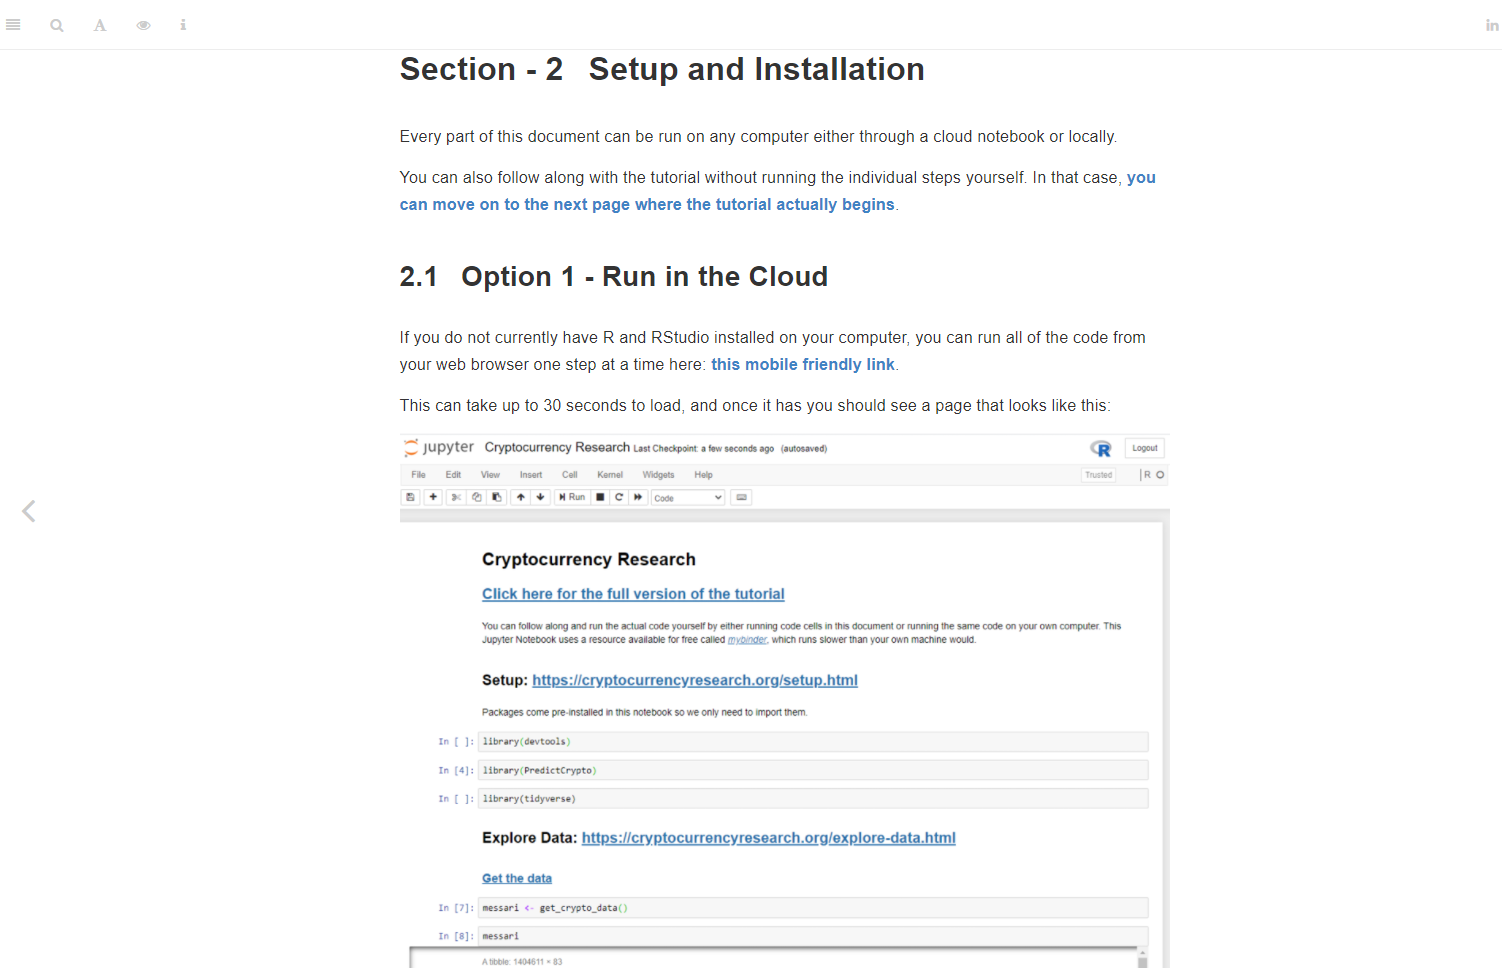 in
Section - 2 Setup and Installation
Every part of this document can be run on any computer either through a cloud notebook or locally.
You can also follow along with the tutorial without running the individual steps yourself. In that case, you
can move on to the next page where the tutorial actually begins.
2.1 Option 1 - Run in the Cloud
If you do not currently have R and RStudio installed on your computer, you can run all of the code from
your web browser one step at a time here: this mobile friendly link.
This can take up to 30 seconds to load, and once it has you should see a page that looks like this:
jupyter Cryptocurrency Research Last Checkpoint: a few seconds ago (autosaved) R Logout
File Edit View Insert Cell Kernel Widgets Help Trusted | R O
Run Code
Cryptocurrency Research
Click here for the full version of the tutorial
You can follow along and run the actual code yourself by either running code cells in this document or running the same code on your own computer. This
Jupyter Notebook uses a resource available for free called mybinder, which runs slower than your own machine would.
Setup: https://cryptocurrencyresearch.org/setup.html
Packages come pre-installed in this notebook so we only need to import them.
In [ ]: library(devtools)
In [4]: library(PredictCrypto)
In [ ]: library(tidyverse)
Explore Data: https://cryptocurrencyresearch.org/explore-data.html
Get the data
In [7]: messari <- get_crypto_data()
In [8]: messari
A tibble: 1404611 × 83